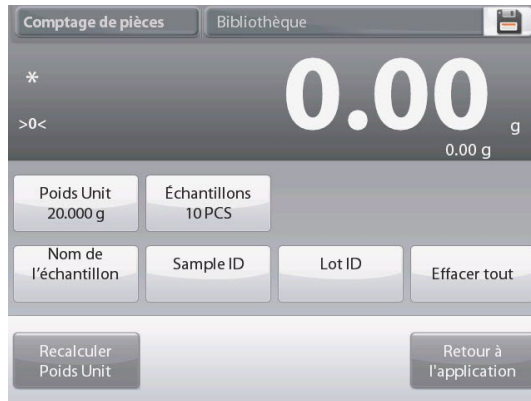 Comptage de pièces
Bibliothèque
*
0.00
>0<
g
0.00 g
Poids Unit
20.000 g
Échantillons
10 PCS
Nom de
l'échantillon
Sample ID
Lot ID
Effacer tout
Recalculer
Poids Unit
Retour à
l'application